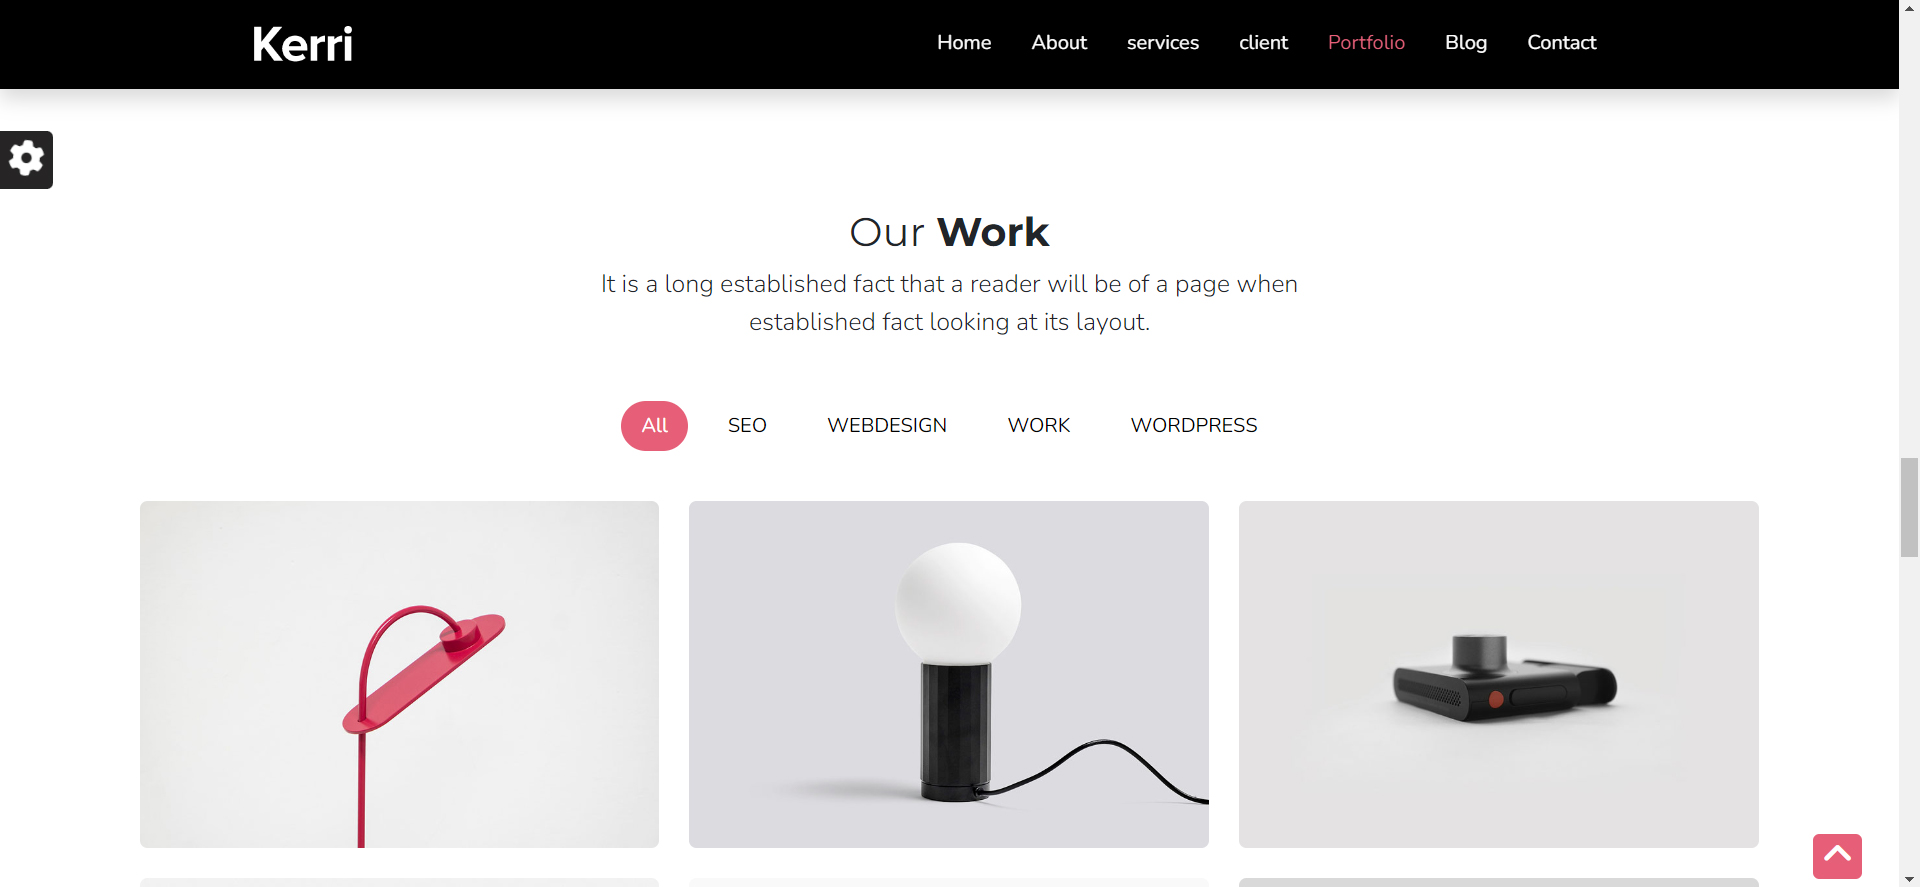 Kerri
Home About services client Portfolio Blog Contact
Our Work
It is a long established fact that a reader will be of a page when
established fact looking at its layout.
All SEO WEBDESIGN WORK WORDPRESS